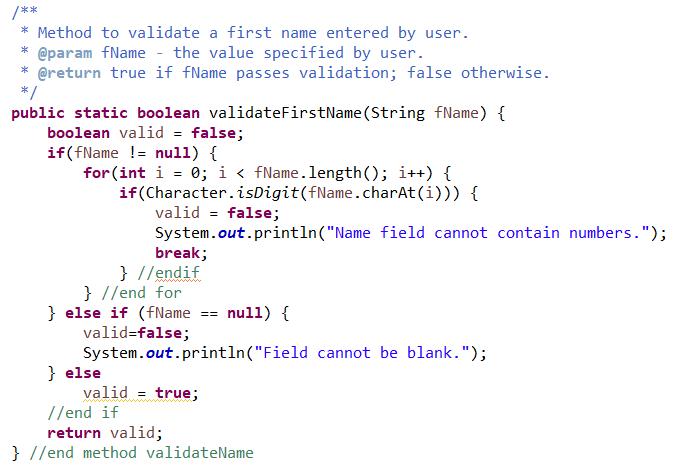 /**
 * Method to validate a first name entered by user.
 * @param fName - the value specified by user.
 * @return true if fName passes validation; false otherwise.
 */
public static boolean validateFirstName(String fName) {
    boolean valid = false;
    if(fName != null) {
        for(int i = 0; i < fName.length(); i++) {
            if(Character.isDigit(fName.charAt(i))) {
                valid = false;
                System.out.println("Name field cannot contain numbers.");
                break;
            } //endif
        } //end for
    } else if (fName == null) {
        valid=false;
        System.out.println("Field cannot be blank.");
    } else
        valid = true;
    //end if
    return valid;
} //end method validateName